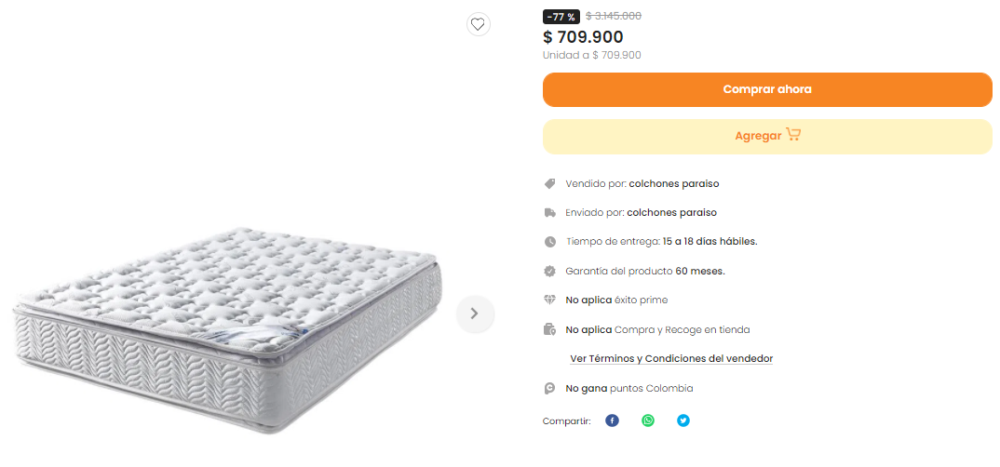 -77 % $ 3.145.000
$ 709.900
Unidad a $ 709.900
Comprar ahora
Agregar
Vendido por: colchones paraiso
Enviado por: colchones paraiso
Tiempo de entrega: 15 a 18 días hábiles.
Garantía del producto 60 meses.
No aplica éxito prime
No aplica Compra y Recoge en tienda
Ver Términos y Condiciones del vendedor
No gana puntos Colombia
Compartir: